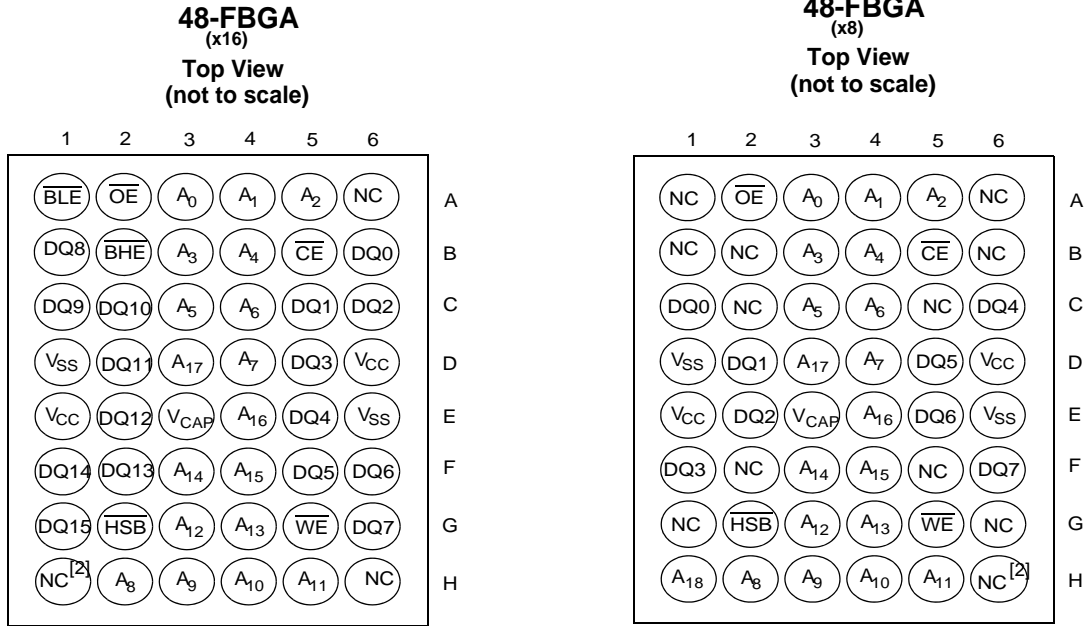 48-FBGA
(x16)
Top View
(not to scale)
1 2 3 4 5 6
BLE OE A0 A1 A2 NC A
DQ8 BHE A3 A4 CE DQ0 B
DQ9 DQ10 A5 A6 DQ1 DQ2 C
VSS DQ11 A17 A7 DQ3 VCC D
VCC DQ12 VCAP A16 DQ4 VSS E
DQ14 DQ13 A14 A15 DQ5 DQ6 F
DQ15 HSB A12 A13 WE DQ7 G
NC[2] A8 A9 A10 A11 NC H
48-FBGA
(x8)
Top View
(not to scale)
1 2 3 4 5 6
NC OE A0 A1 A2 NC A
NC NC A3 A4 CE NC B
DQ0 NC A5 A6 NC DQ4 C
VSS DQ1 A17 A7 DQ5 VCC D
VCC DQ2 VCAP A16 DQ6 VSS E
DQ3 NC A14 A15 NC DQ7 F
NC HSB A12 A13 WE NC G
A18 A8 A9 A10 A11 NC[2] H